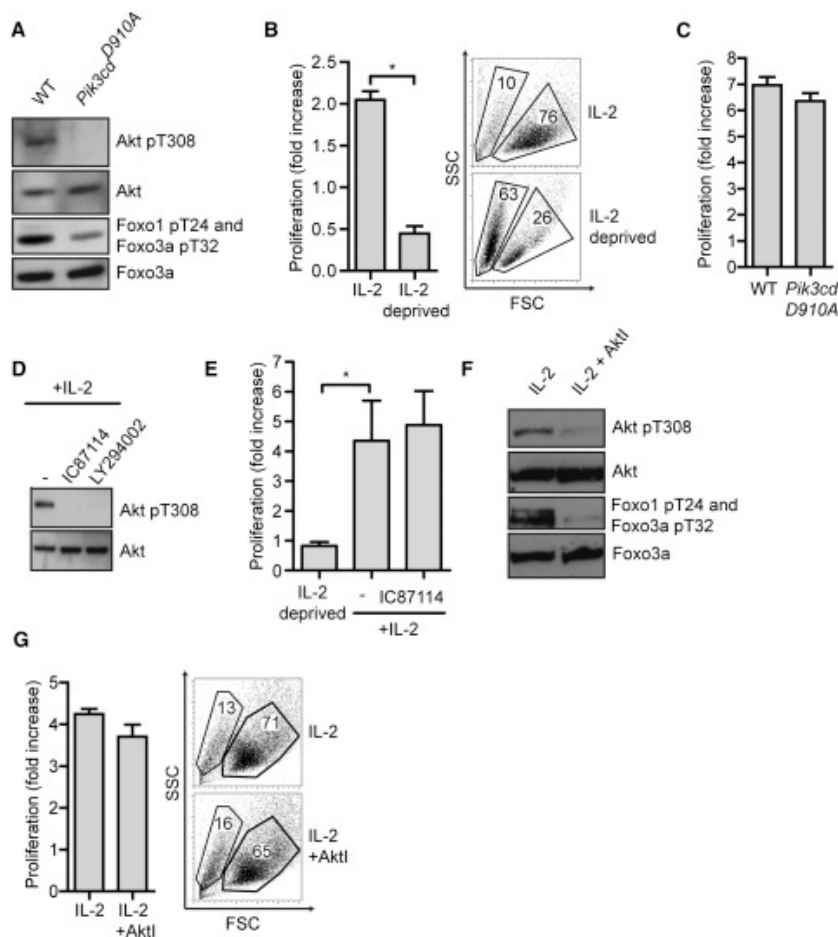 A
WT
Pik3cd D910A
Akt pT308
Akt
Foxo1 pT24 and
Foxo3a pT32
Foxo3a
B
Proliferation (fold increase)
2.5
2.0
1.5
1.0
0.5
0.0
*
IL-2
IL-2
deprived
SSC
10
76
IL-2
63
26
IL-2
deprived
FSC
C
Proliferation (fold increase)
8
7
6
5
4
3
2
1
0
WT
Pik3cd
D910A
D
+IL-2
-
IC87114
LY294002
Akt pT308
Akt
E
Proliferation (fold increase)
6
5
4
3
2
1
0
*
IL-2
deprived
-
IC87114
+IL-2
F
IL-2
IL-2 + AktI
Akt pT308
Akt
Foxo1 pT24 and
Foxo3a pT32
Foxo3a
G
Proliferation (fold increase)
5
4
3
2
1
0
IL-2
IL-2
+AktI
SSC
13
71
IL-2
16
65
IL-2
+AktI
FSC